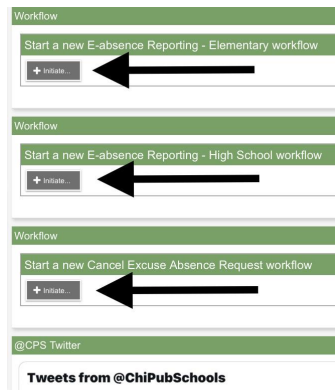 Workflow
Start a new E-absence Reporting - Elementary workflow
+ Initiate...
Workflow
Start a new E-absence Reporting - High School workflow
+ Initiate...
Workflow
Start a new Cancel Excuse Absence Request workflow
+ Initiate...
@CPS Twitter
Tweets from @ChiPubSchools